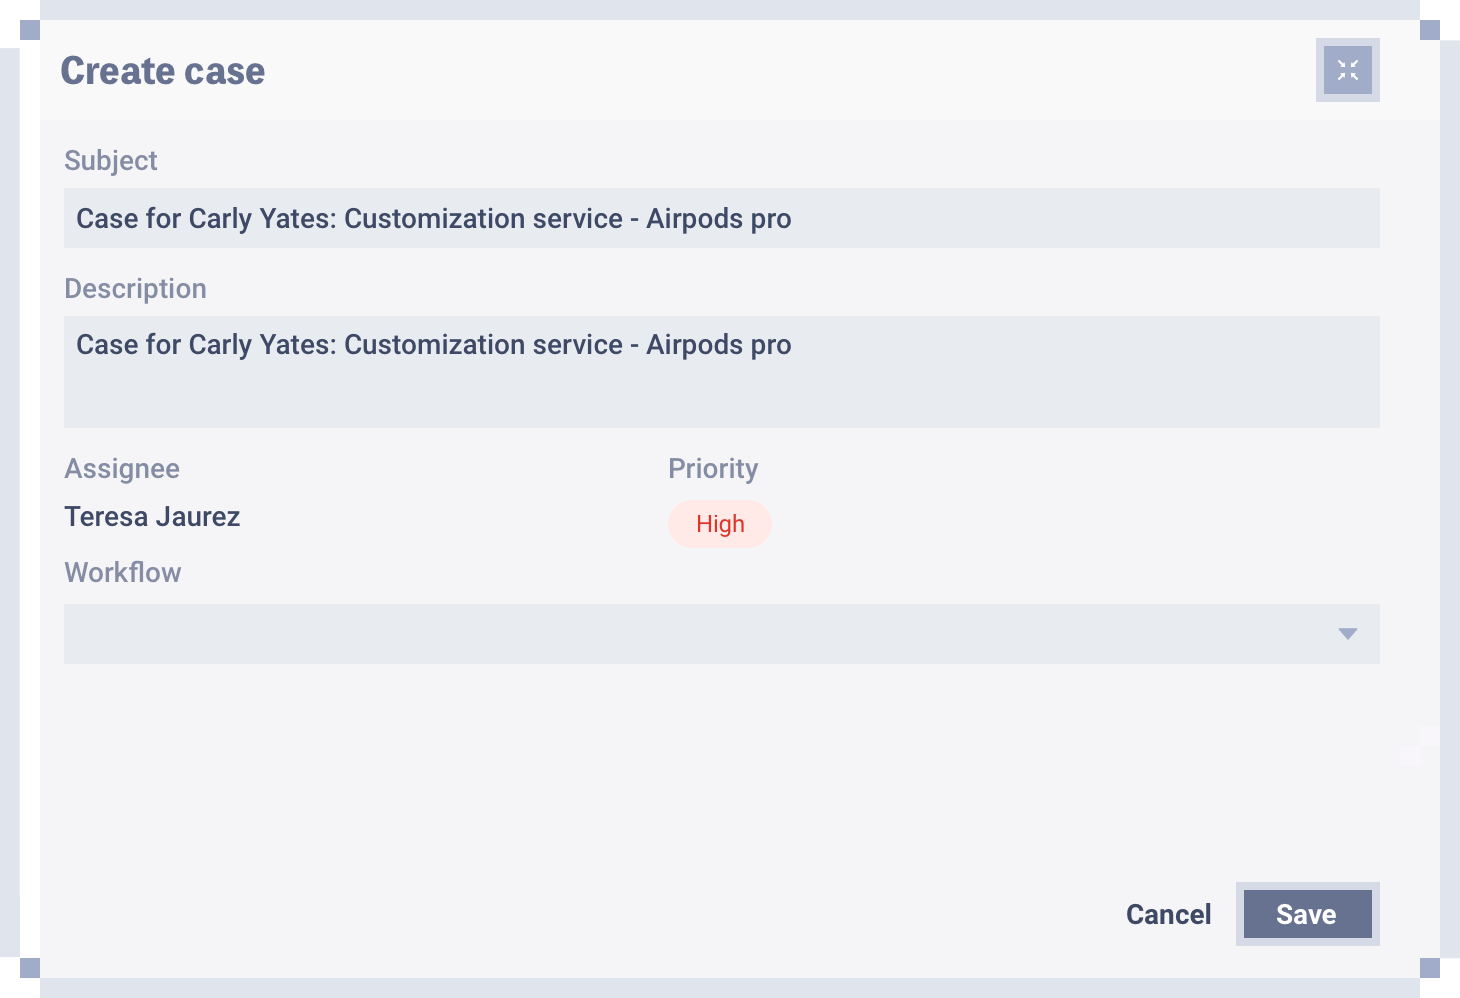 Create case
Subject
Case for Carly Yates: Customization service - Airpods pro
Description
Case for Carly Yates: Customization service - Airpods pro
Assignee
Priority
Teresa Jaurez
High
Workflow
Cancel
Save